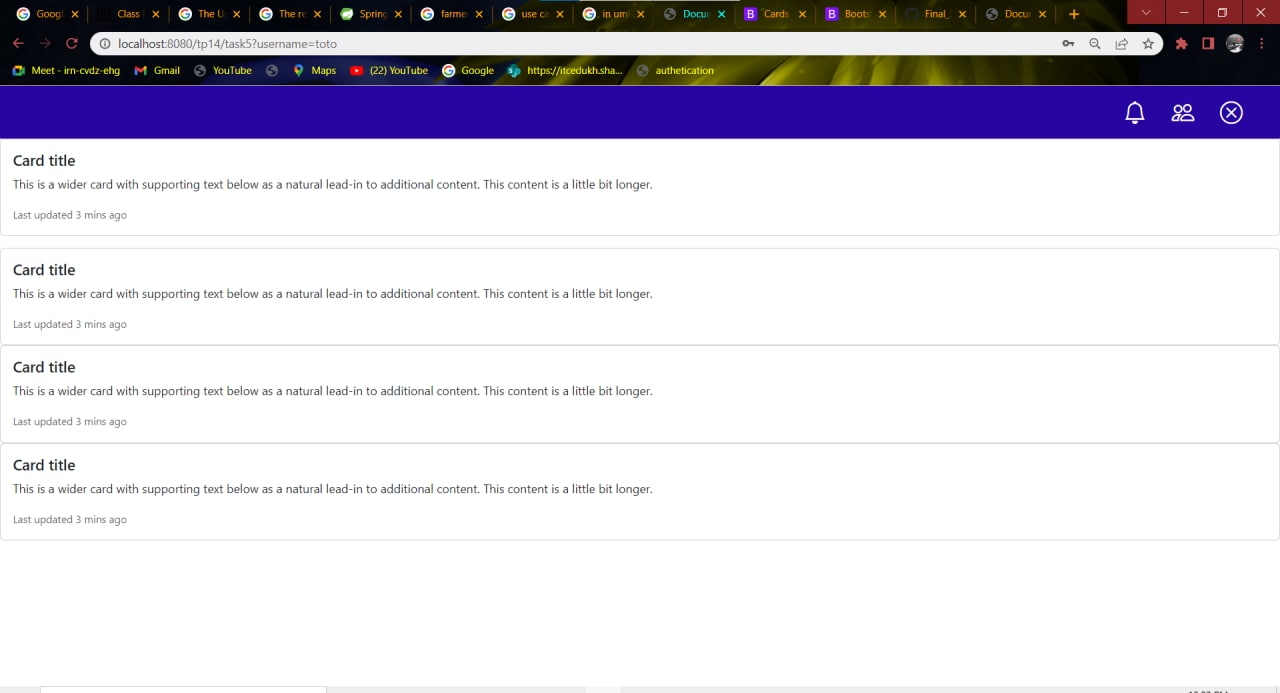 Googl
Class
The U
The re
Spring
farme
use ca
in uml
Docur
Cards
Boots
Final_
Docur
localhost:8080/tp14/task5?username=toto
Meet - irn-cvdz-ehg
Gmail
YouTube
Maps
(22) YouTube
Google
https://itcedukh.sha...
authetication
Card title
This is a wider card with supporting text below as a natural lead-in to additional content. This content is a little bit longer.
Last updated 3 mins ago
Card title
This is a wider card with supporting text below as a natural lead-in to additional content. This content is a little bit longer.
Last updated 3 mins ago
Card title
This is a wider card with supporting text below as a natural lead-in to additional content. This content is a little bit longer.
Last updated 3 mins ago
Card title
This is a wider card with supporting text below as a natural lead-in to additional content. This content is a little bit longer.
Last updated 3 mins ago